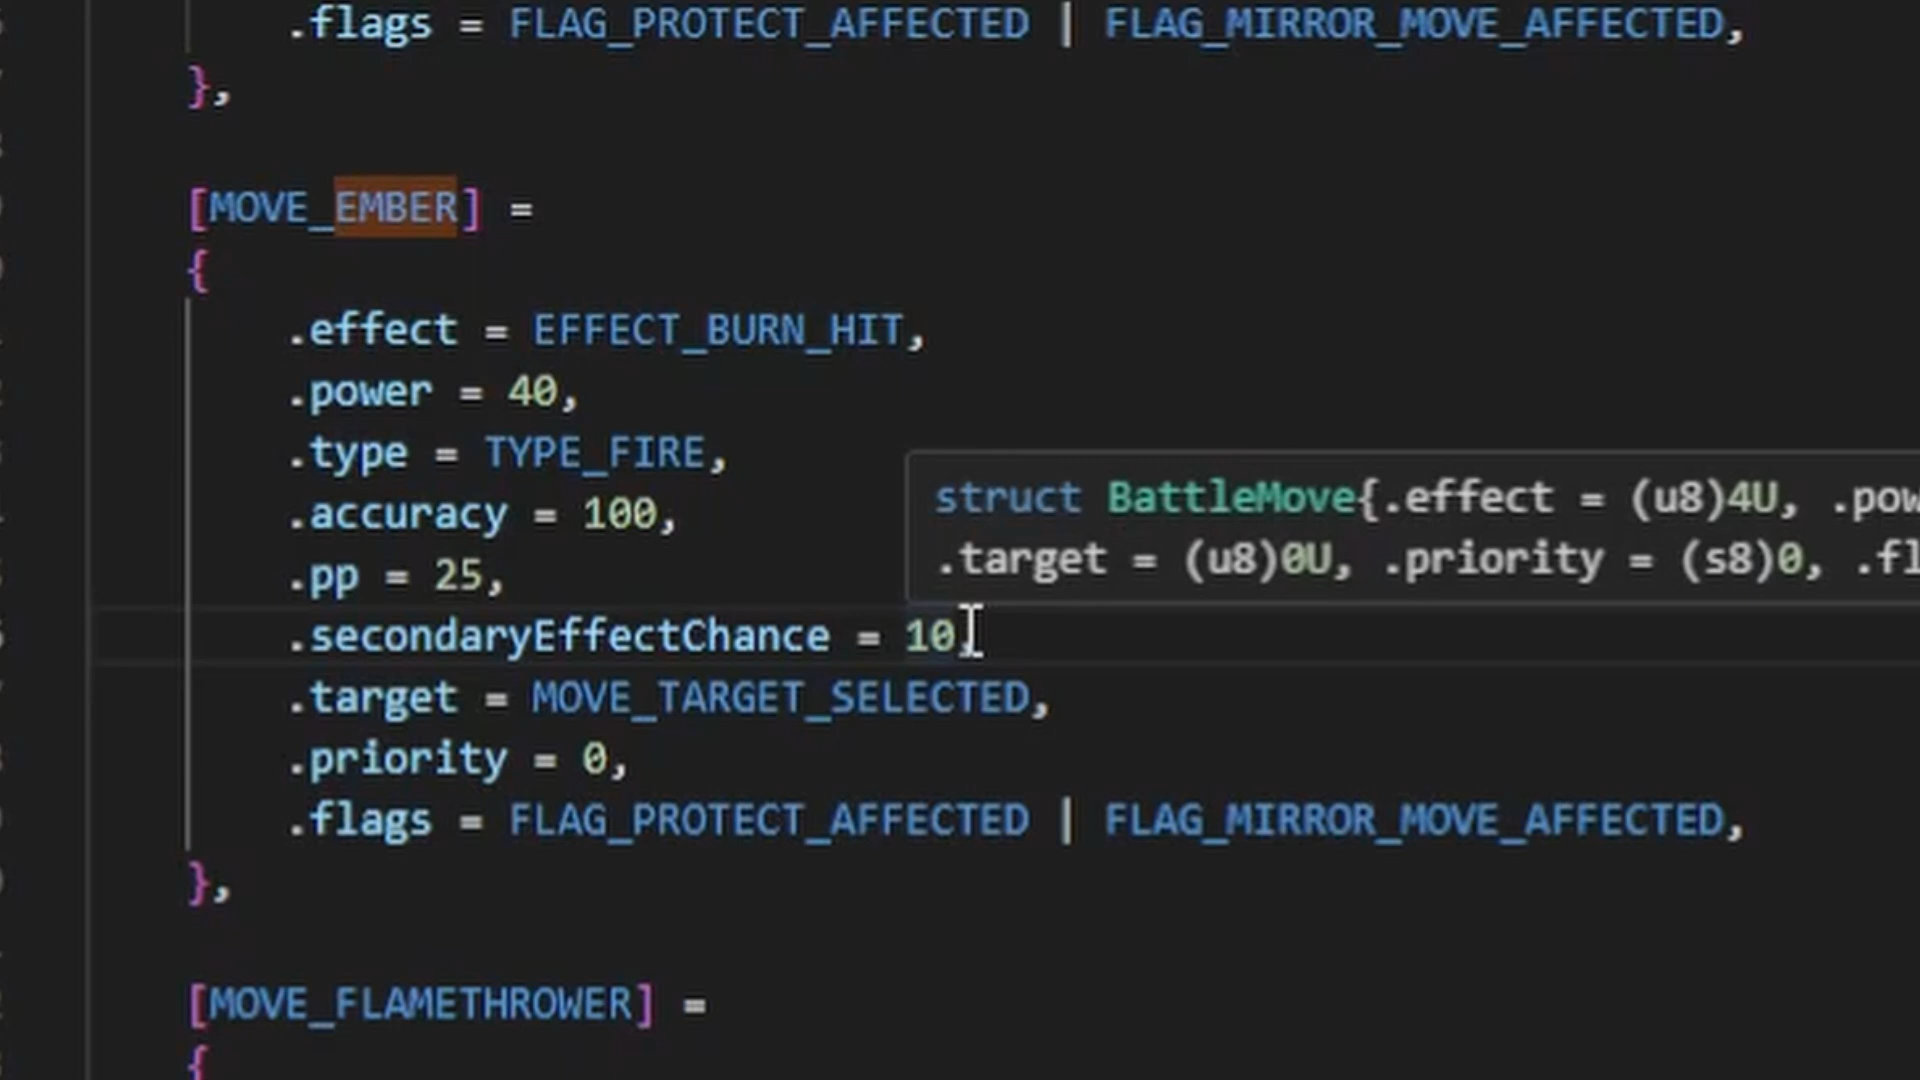 .flags = FLAG_PROTECT_AFFECTED | FLAG_MIRROR_MOVE_AFFECTED,
},
[MOVE_EMBER] =
{
.effect = EFFECT_BURN_HIT,
.power = 40,
.type = TYPE_FIRE,
struct BattleMove{.effect = (u8)4U, .pow
.accuracy = 100,
.target = (u8)0U, .priority = (s8)0, .fl
.pp = 25,
.secondaryEffectChance = 10,
.target = MOVE_TARGET_SELECTED,
.priority = 0,
.flags = FLAG_PROTECT_AFFECTED | FLAG_MIRROR_MOVE_AFFECTED,
},
[MOVE_FLAMETHROWER] =
{